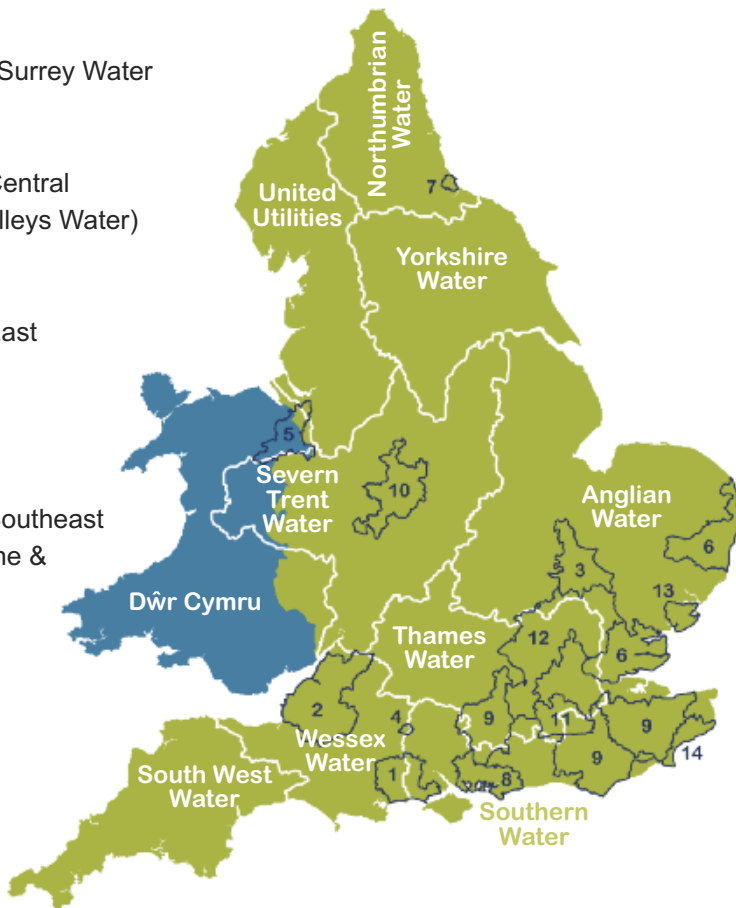 Surrey Water
Central
lleys Water)
ast
Southeast
ne &
Northumbrian
Water
7
United
Utilities
Yorkshire
Water
5
Severn
Trent
Water
10
Anglian
Water
6
3
13
Dŵr Cymru
Thames
Water
12
6
2
4
9
11
9
Wessex
Water
14
9
South West
Water
1
8
Southern
Water